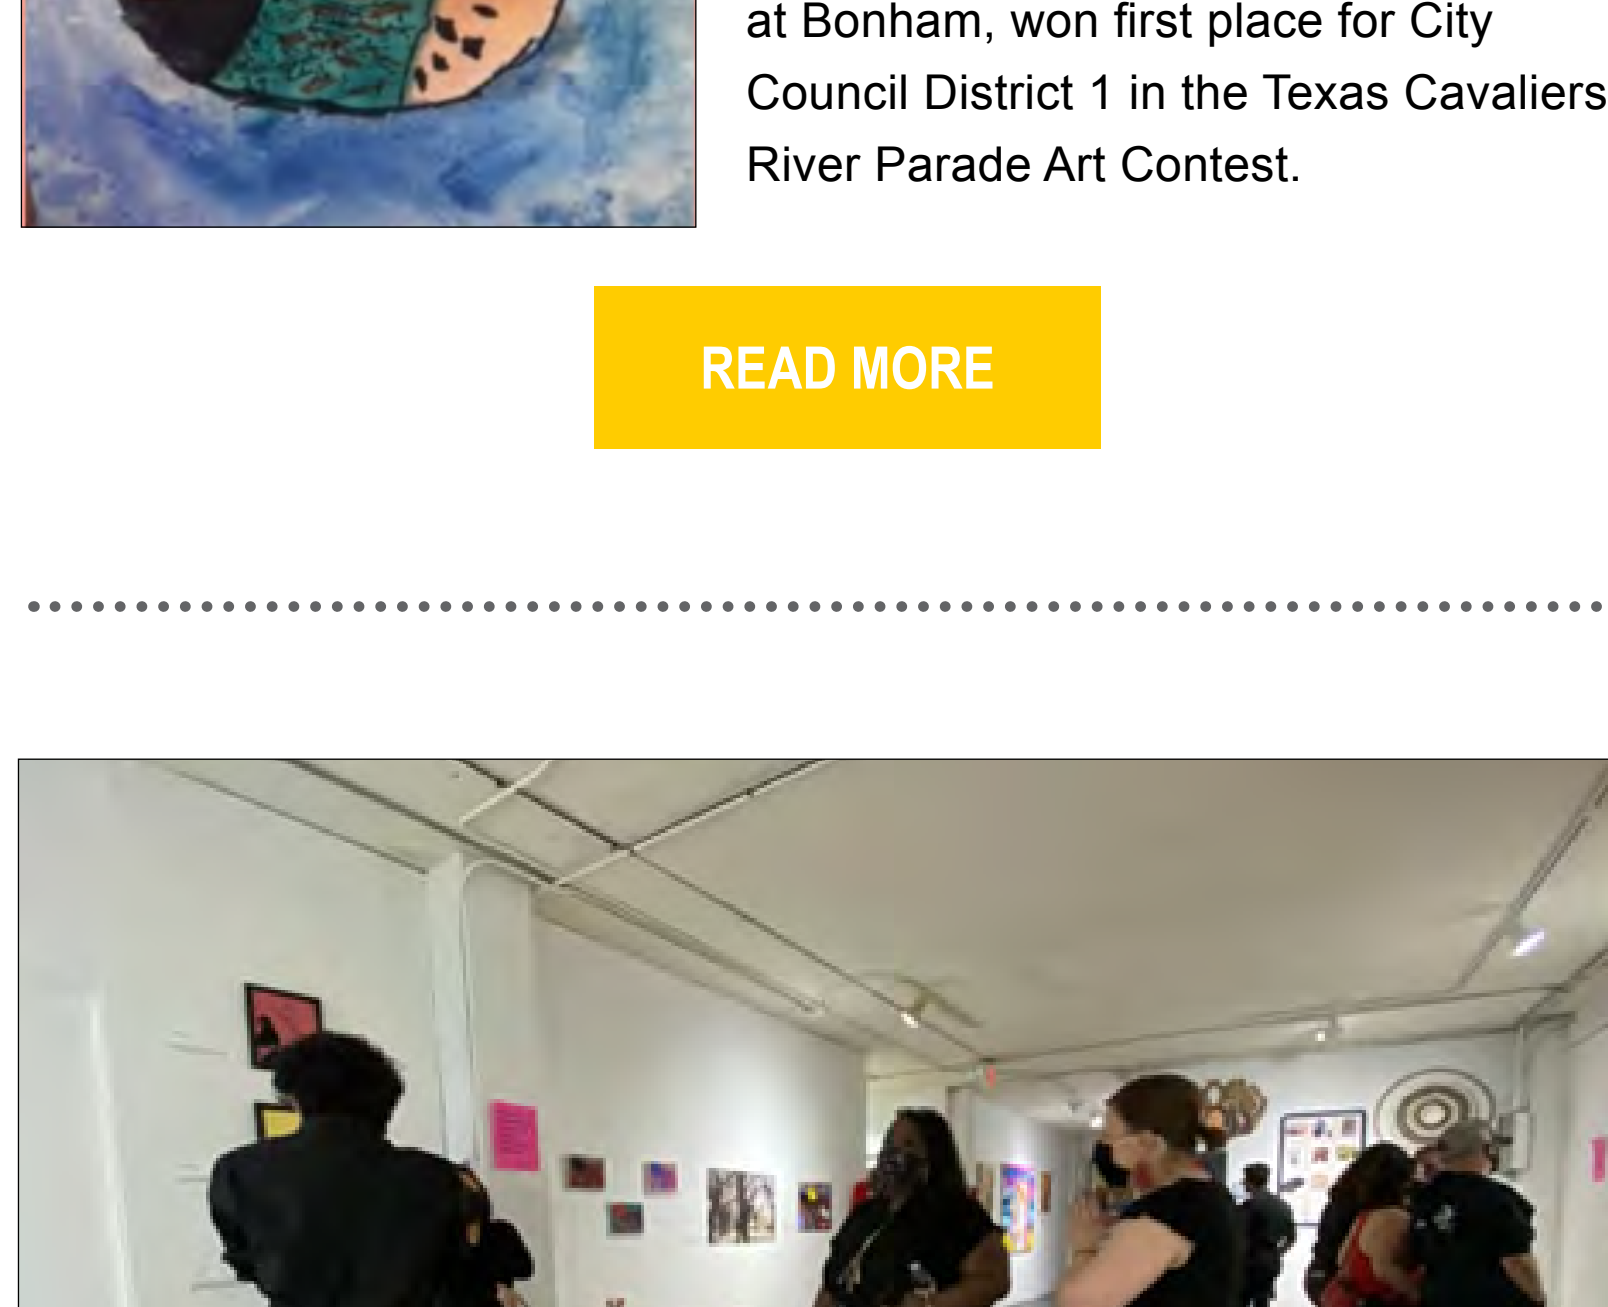 at Bonham, won first place for City
Council District 1 in the Texas Cavaliers
River Parade Art Contest.
READ MORE